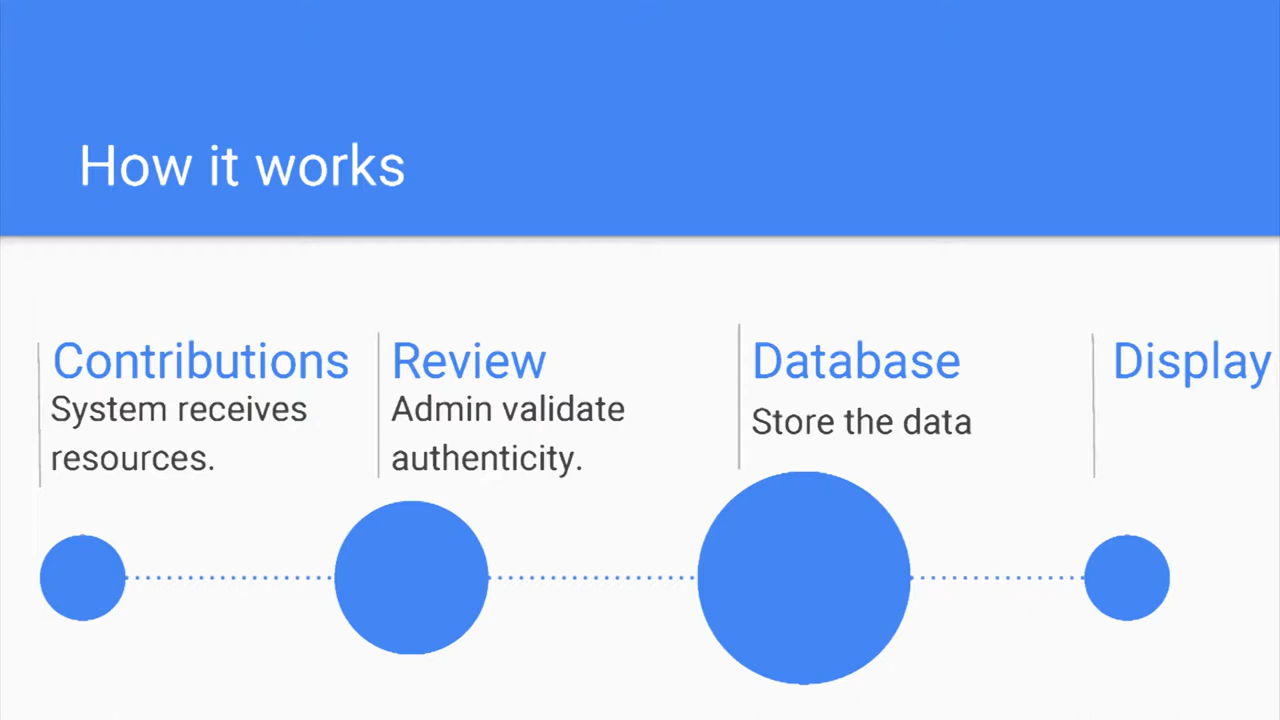 How it works
Contributions
System receives
resources.
Review
Admin validate
authenticity.
Database
Store the data
Display